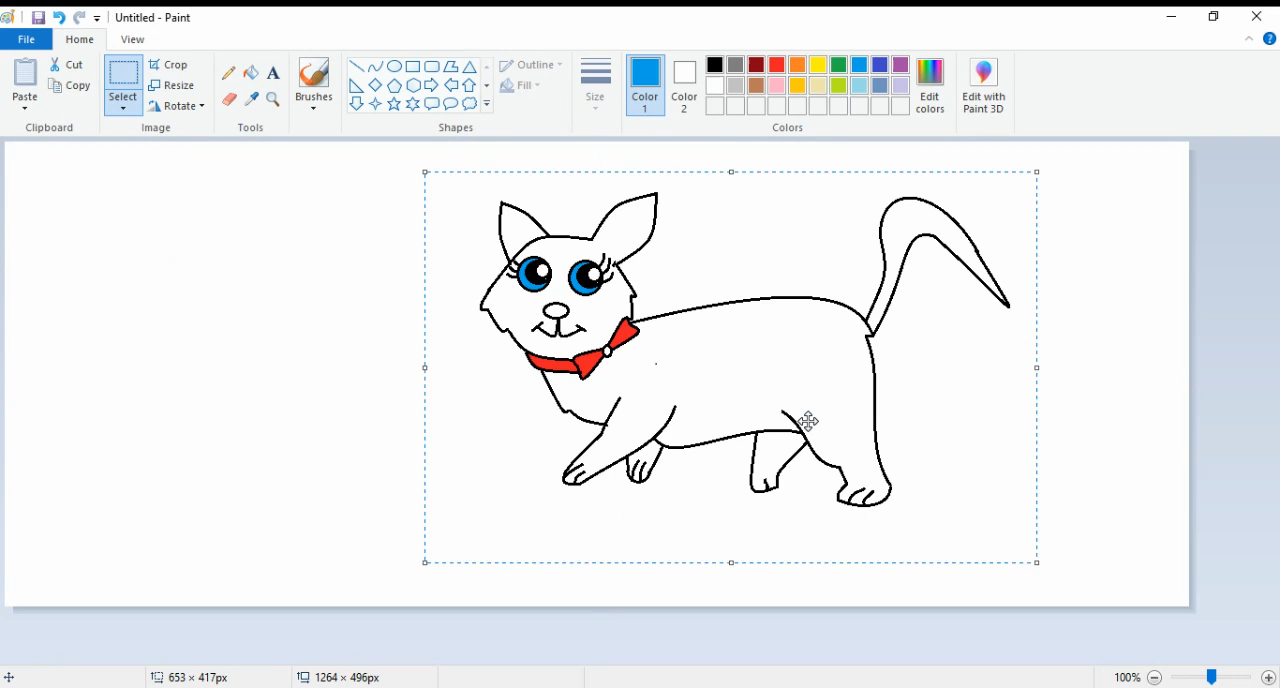 Untitled - Paint
File Home View
Paste
Cut
Copy
Clipboard
Select
Crop
Resize
Rotate
Image
A
Tools
Brushes
Outline
Fill
Shapes
Size
Color 1
Color 2
Edit colors
Colors
Edit with Paint 3D
653 × 417px
1264 × 496px
100%